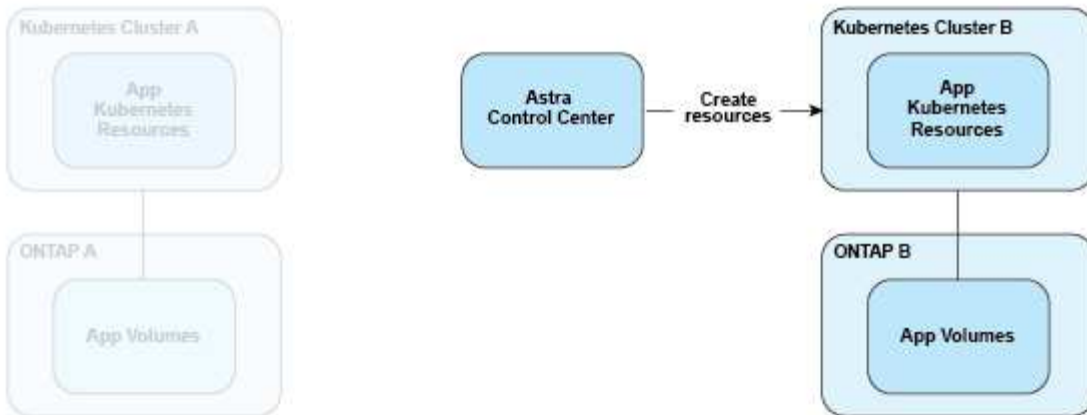 Kubernetes Cluster A
App
Kubernetes
Resources
ONTAP A
App Volumes
Astra
Control Center
Create
resources
Kubernetes Cluster B
App
Kubernetes
Resources
ONTAP B
App Volumes